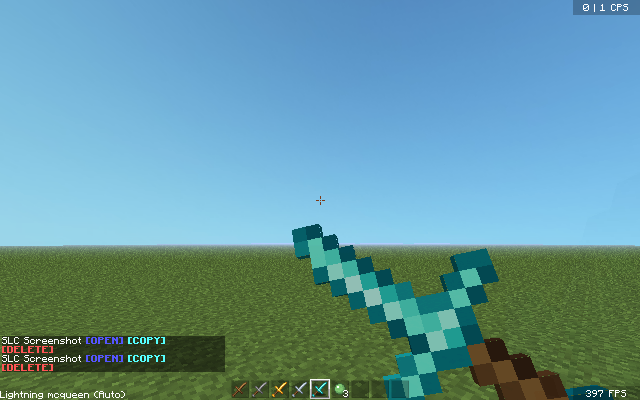 0 | 1 CPS
SLC Screenshot [OPEN] [COPY]
[DELETE]
SLC Screenshot [OPEN] [COPY]
[DELETE]
3
Lightning mcqueen (Auto)
397 FPS